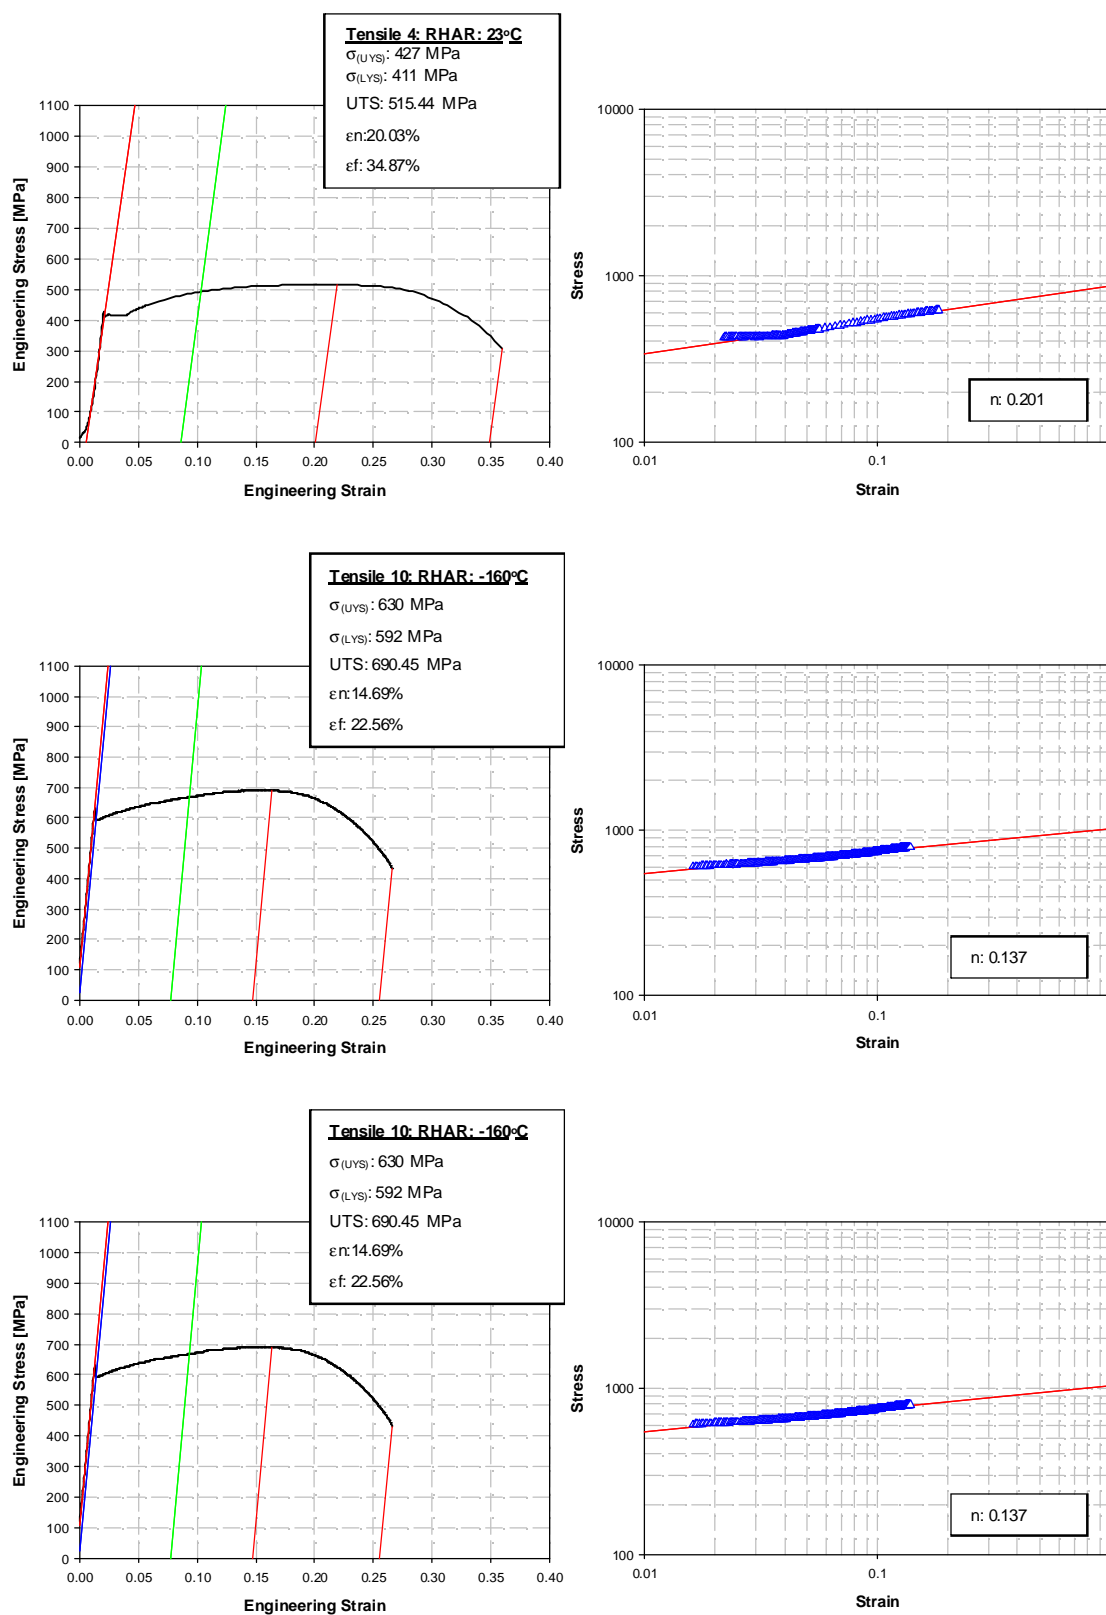 Tensile 4: RHAR: 23ºC
σ(UYS): 427 MPa
σ(LYS): 411 MPa
UTS: 515.44 MPa
εn:20.03%
εf: 34.87%
Engineering Stress [MPa]
1100
1000
900
800
700
600
500
400
300
200
100
0
0.00 0.05 0.10 0.15 0.20 0.25 0.30 0.35 0.40
Engineering Strain
Stress
10000
1000
100
0.01 0.1
Strain
n: 0.201
Tensile 10: RHAR: -160ºC
σ(UYS): 630 MPa
σ(LYS): 592 MPa
UTS: 690.45 MPa
εn:14.69%
εf: 22.56%
Engineering Stress [MPa]
1100
1000
900
800
700
600
500
400
300
200
100
0
0.00 0.05 0.10 0.15 0.20 0.25 0.30 0.35 0.40
Engineering Strain
Stress
10000
1000
100
0.01 0.1
Strain
n: 0.137
Tensile 10: RHAR: -160ºC
σ(UYS): 630 MPa
σ(LYS): 592 MPa
UTS: 690.45 MPa
εn:14.69%
εf: 22.56%
Engineering Stress [MPa]
1100
1000
900
800
700
600
500
400
300
200
100
0
0.00 0.05 0.10 0.15 0.20 0.25 0.30 0.35 0.40
Engineering Strain
Stress
10000
1000
100
0.01 0.1
Strain
n: 0.137